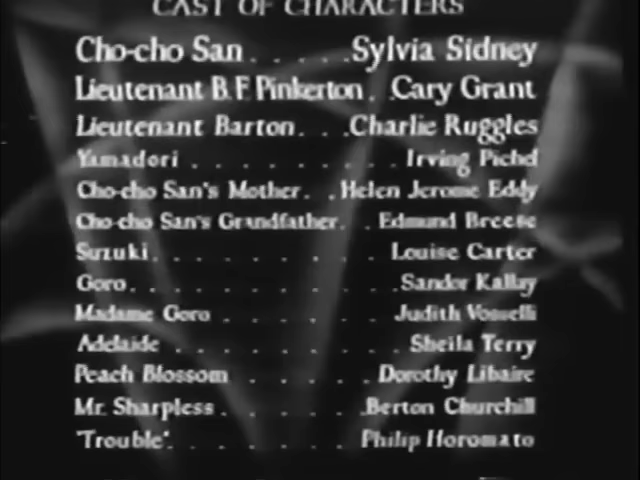 CAST OF CHARACTERS
Cho-cho San . . . . . Sylvia Sidney
Lieutenant B. F. Pinkerton . Cary Grant
Lieutenant Barton . . . Charlie Ruggles
Yamadori . . . . . . . . . Irving Pichel
Cho-cho San's Mother . . Helen Jerome Eddy
Cho-cho San's Grandfather . . Edmund Breese
Suzuki . . . . . . . . . Louise Carter
Goro . . . . . . . . . . Sandor Kallay
Madame Goro . . . . . . Judith Vosselli
Adelaide . . . . . . . . Sheila Terry
Peach Blossom . . . . . Dorothy Libaire
Mr. Sharpless . . . . . . Berton Churchill
'Trouble' . . . . . . . . Philip Horomato